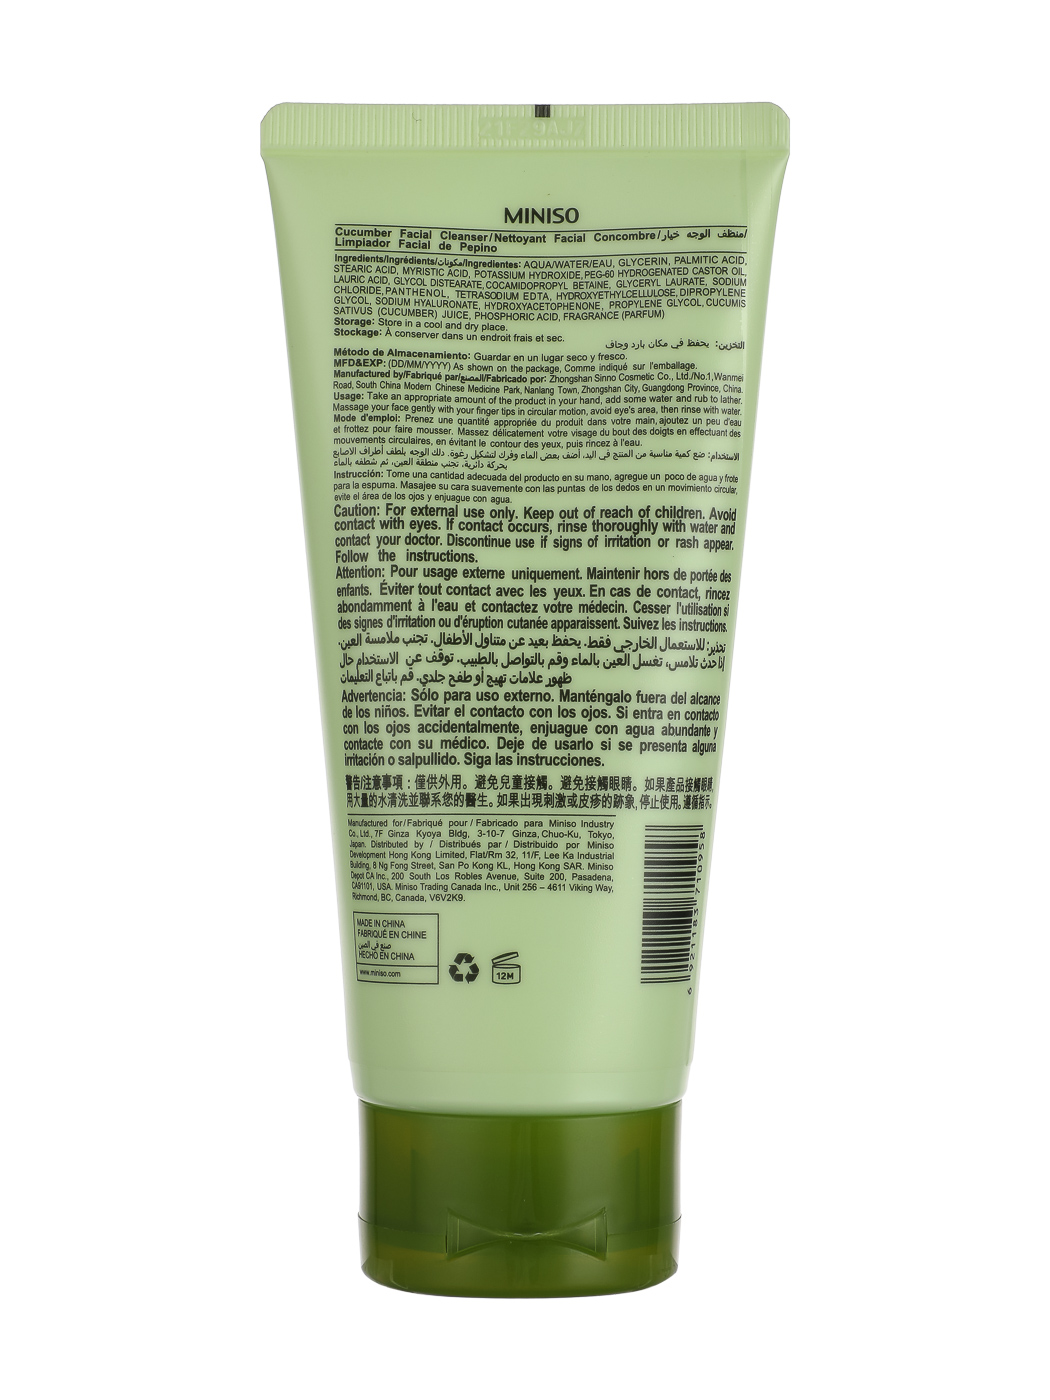 MINISO
Cucumber Facial Cleanser/Nettoyant Facial Concombre/منظف الوجه خيار/
Limpiador Facial de Pepino
Ingredients/Ingrédients/مكونات/Ingredientes: AQUA/WATER/EAU, GLYCERIN, PALMITIC ACID,
STEARIC ACID, MYRISTIC ACID, POTASSIUM HYDROXIDE, PEG-60 HYDROGENATED CASTOR OIL,
LAURIC ACID, GLYCOL DISTEARATE, COCAMIDOPROPYL BETAINE, GLYCERYL LAURATE, SODIUM
CHLORIDE, PANTHENOL, TETRASODIUM EDTA, HYDROXYETHYLCELLULOSE, DIPROPYLENE
GLYCOL, SODIUM HYALURONATE, HYDROXYACETOPHENONE, PROPYLENE GLYCOL, CUCUMIS
SATIVUS (CUCUMBER) JUICE, PHOSPHORIC ACID, FRAGRANCE (PARFUM)
Storage: Store in a cool and dry place.
Stockage: À conserver dans un endroit frais et sec.
التخزين: يحفظ في مكان بارد وجاف
Método de Almacenamiento: Guardar en un lugar seco y fresco.
MFD&EXP: (DD/MM/YYYY) As shown on the package, Comme indiqué sur l'emballage.
Manufactured by/Fabriqué par/المصنع/Fabricado por: Zhongshan Sinno Cosmetic Co., Ltd./No.1,Wanmei
Road, South China Modern Chinese Medicine Park, Nanlang Town, Zhongshan City, Guangdong Province, China.
Usage: Take an appropriate amount of the product in your hand, add some water and rub to lather.
Massage your face gently with your finger tips in circular motion, avoid eye's area, then rinse with water.
Mode d'emploi: Prenez une quantité appropriée du produit dans votre main, ajoutez un peu d'eau
et frottez pour faire mousser. Massez délicatement votre visage du bout des doigts en effectuant des
mouvements circulaires, en évitant le contour des yeux, puis rincez à l'eau.
الاستخدام: ضع كمية مناسبة من المنتج في اليد، أضف بعض الماء وفرك لتشكيل رغوة. دلك الوجه بلطف أطراف الاصابع
بحركة دائرية. تجنب منطقة العين، ثم شطفه بالماء
Instrucción: Tome una cantidad adecuada del producto en su mano, agregue un poco de agua y frote
para la espuma. Masajee su cara suavemente con las puntas de los dedos en un movimiento circular,
evite el área de los ojos y enjuague con agua.
Caution: For external use only. Keep out of reach of children. Avoid
contact with eyes. If contact occurs, rinse thoroughly with water and
contact your doctor. Discontinue use if signs of irritation or rash appear.
Follow the instructions.
Attention: Pour usage externe uniquement. Maintenir hors de portée des
enfants. Éviter tout contact avec les yeux. En cas de contact, rincez
abondamment à l'eau et contactez votre médecin. Cesser l'utilisation si
des signes d'irritation ou d'éruption cutanée apparaissent. Suivez les instructions.
تحذير: للاستعمال الخارجي فقط. يحفظ بعيد عن متناول الأطفال. تجنب ملامسة العين.
إذا حدث تلامس، تغسل العين بالماء وقم بالتواصل بالطبيب. توقف عن الاستخدام حال
ظهور علامات تهيج أو طفح جلدي. قم باتباع التعليمات
Advertencia: Sólo para uso externo. Manténgalo fuera del alcance
de los niños. Evitar el contacto con los ojos. Si entra en contacto
con los ojos accidentalmente, enjuague con agua abundante y
contacte con su médico. Deje de usarlo si se presenta alguna
irritación o salpullido. Siga las instrucciones.
警告/注意事項：僅供外用。避免兒童接觸。避免接觸眼睛。如果產品接觸眼睛,
用大量的水清洗並聯系您的醫生。如果出現刺激或皮疹的跡象, 停止使用。遵循指示。
Manufactured for/Fabriqué pour / Fabricado para Miniso Industry
Co., Ltd., 7F Ginza Kyoya Bldg, 3-10-7 Ginza, Chuo-Ku, Tokyo,
Japan. Distributed by / Distribués par / Distribuido por Miniso
Development Hong Kong Limited, Flat/Rm 32, 11/F, Lee Ka Industrial
Building, 8 Ng Fong Street, San Po Kong KL, Hong Kong SAR. Miniso
Depot CA Inc., 200 South Los Robles Avenue, Suite 200, Pasadena,
CA91101, USA. Miniso Trading Canada Inc., Unit 256 – 4611 Viking Way,
Richmond, BC, Canada, V6V2K9.
MADE IN CHINA
FABRIQUÉ EN CHINE
صنع في الصين
HECHO EN CHINA
www.miniso.com
12M
6 921183 710958